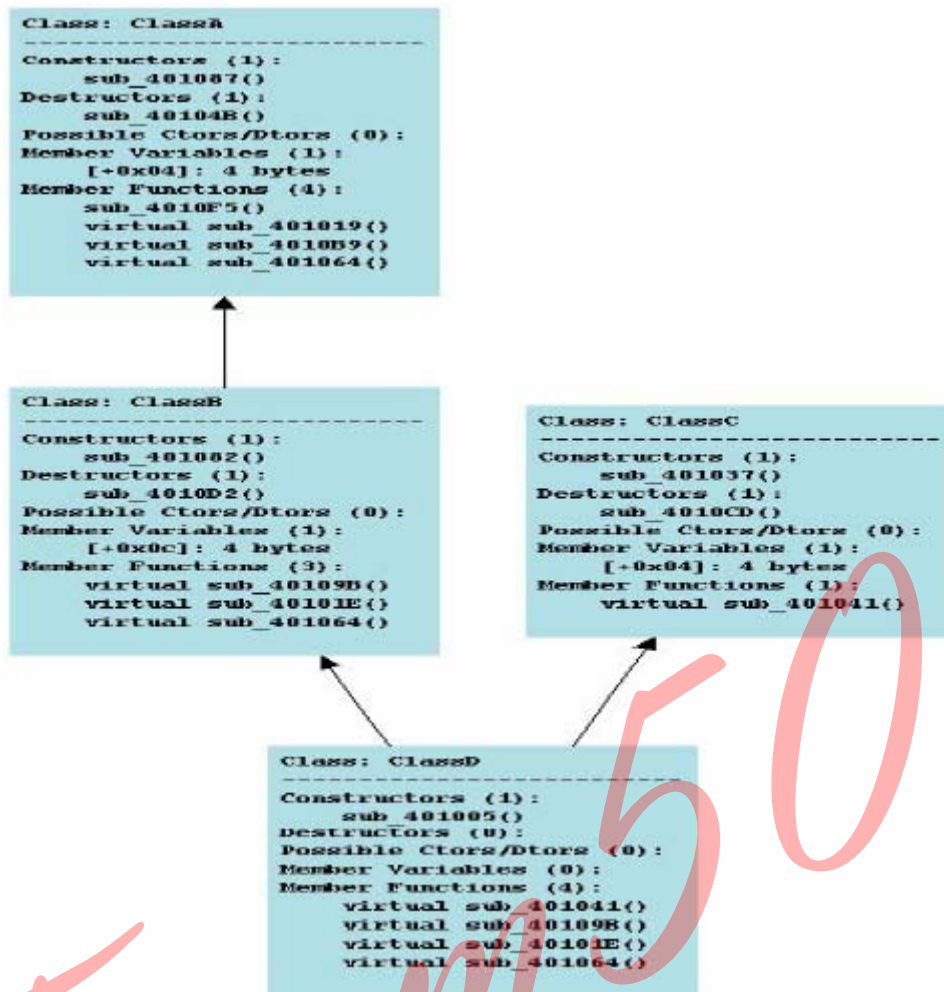 Class: ClassA
----------------------------
Constructors (1):
sub_401087()
Destructors (1):
sub_40104B()
Possible Ctors/Dtors (0):
Member Variables (1):
[+0x04]: 4 bytes
Member Functions (4):
sub_4010F5()
virtual sub_401019()
virtual sub_4010B9()
virtual sub_401064()
Class: ClassB
----------------------------
Constructors (1):
sub_401082()
Destructors (1):
sub_4010D2()
Possible Ctors/Dtors (0):
Member Variables (1):
[+0x0c]: 4 bytes
Member Functions (3):
virtual sub_40109B()
virtual sub_40101E()
virtual sub_401064()
Class: ClassC
----------------------------
Constructors (1):
sub_401037()
Destructors (1):
sub_4010CD()
Possible Ctors/Dtors (0):
Member Variables (1):
[+0x04]: 4 bytes
Member Functions (1):
virtual sub_401041()
Class: ClassD
----------------------------
Constructors (1):
sub_401005()
Destructors (0):
Possible Ctors/Dtors (0):
Member Variables (0):
Member Functions (4):
virtual sub_401041()
virtual sub_40109B()
virtual sub_40101E()
virtual sub_401064()